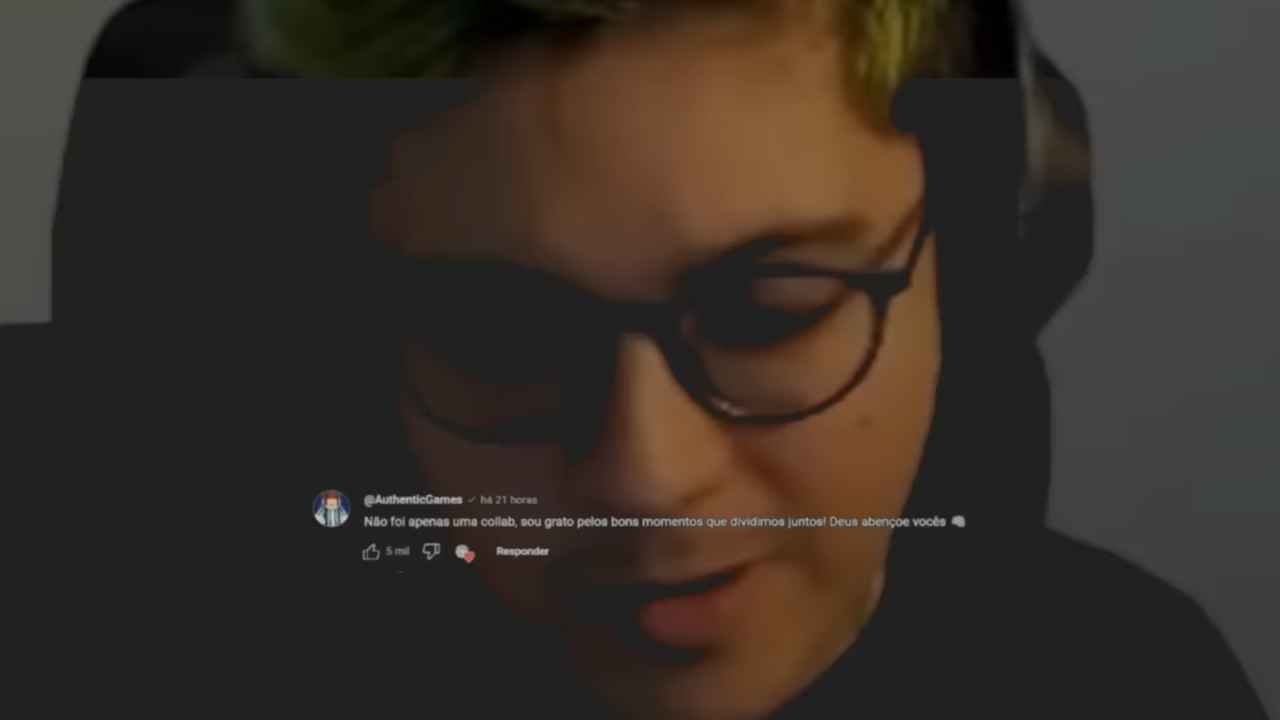 @AuthenticGames há 21 horas
Não foi apenas uma collab, sou grato pelos bons momentos que dividimos juntos! Deus abençoe vocês
5 mil Responder